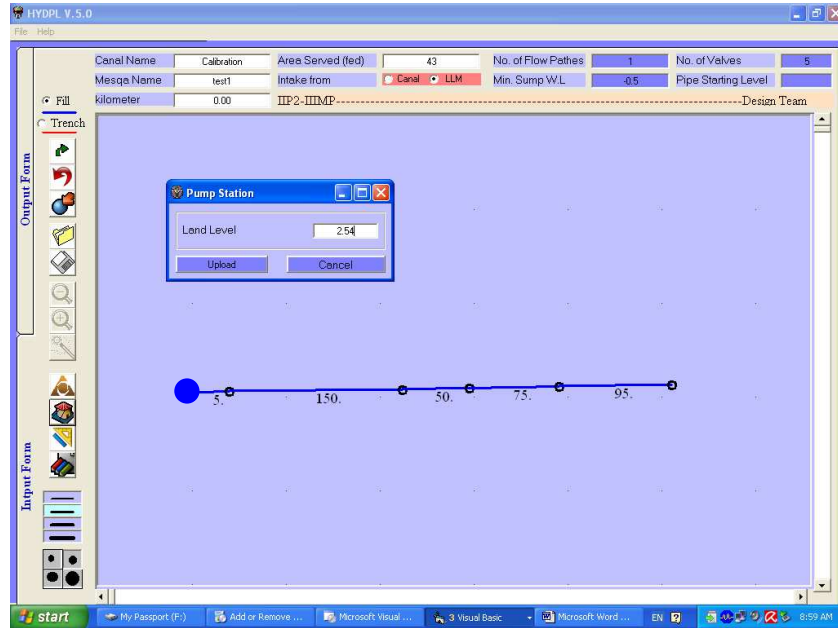 HYDPL V.5.0
File Help
Canal Name Calibration Area Served (fed) 43 No. of Flow Pathes 1 No. of Valves 5
Mesqa Name test1 Intake from Canal LLM Min. Sump W.L -0.5 Pipe Starting Level
kilometer 0.00 IIP2-IIIMP------------------------------------------------------------Design Team
Fill
Trench
Output Form
Pump Station
Land Level 2.54
Upload Cancel
5. 150. 50. 75. 95.
Intput Form
start My Passport (F:) Add or Remove ... Microsoft Visual ... 3 Visual Basic Microsoft Word ... EN 8:59 AM